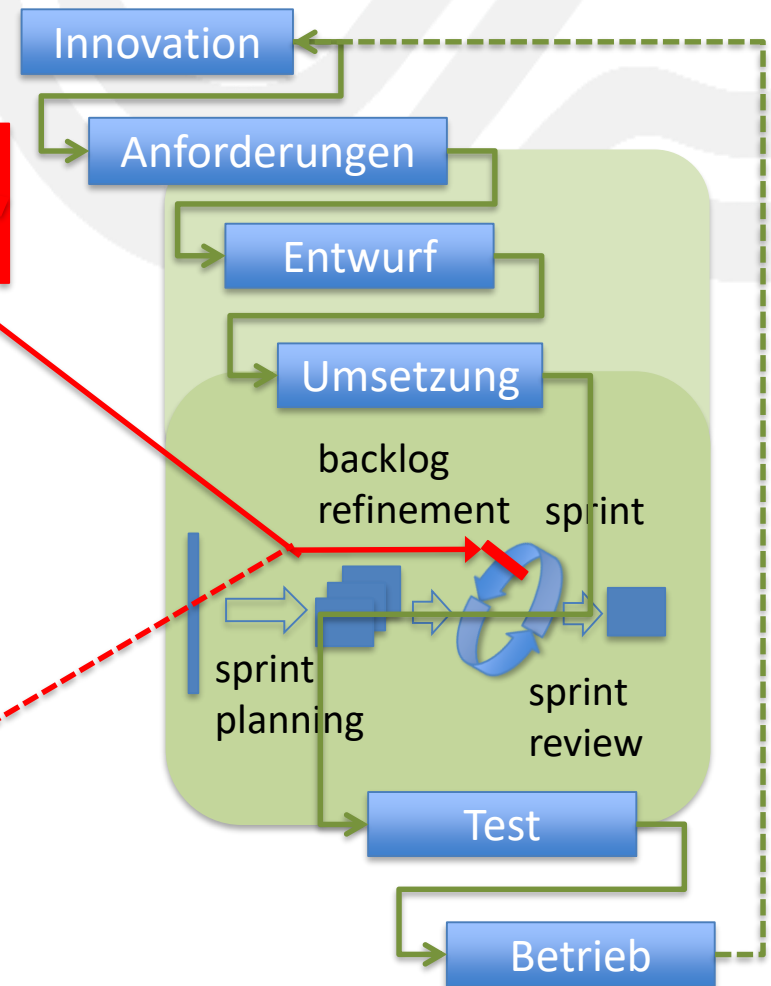 Innovation
Anforderungen
Entwurf
Umsetzung
backlog
refinement
sprint
sprint
planning
sprint
review
Test
Betrieb